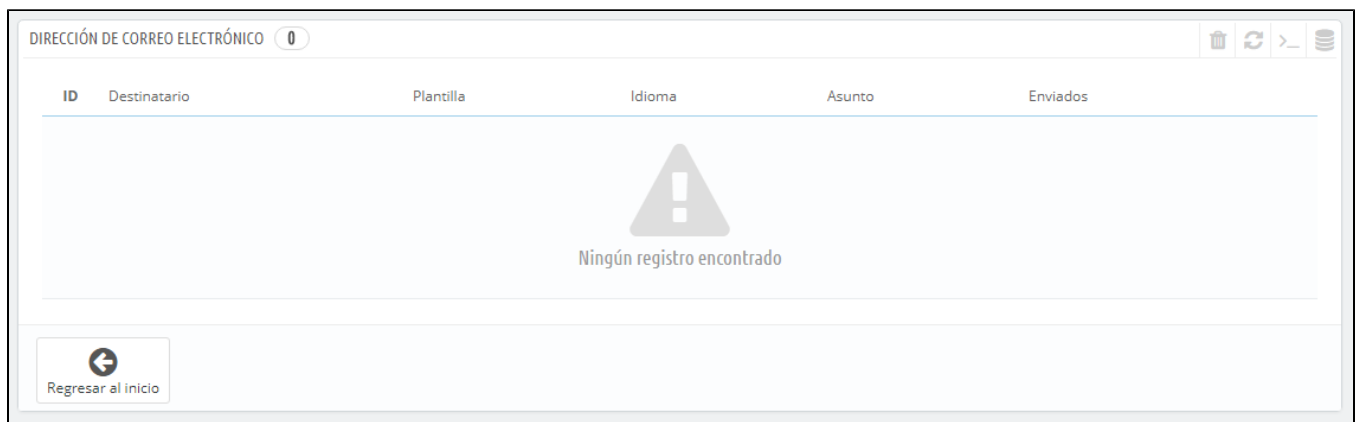 DIRECCIÓN DE CORREO ELECTRÓNICO 0
ID Destinatario Plantilla Idioma Asunto Enviados
Ningún registro encontrado
Regresar al inicio